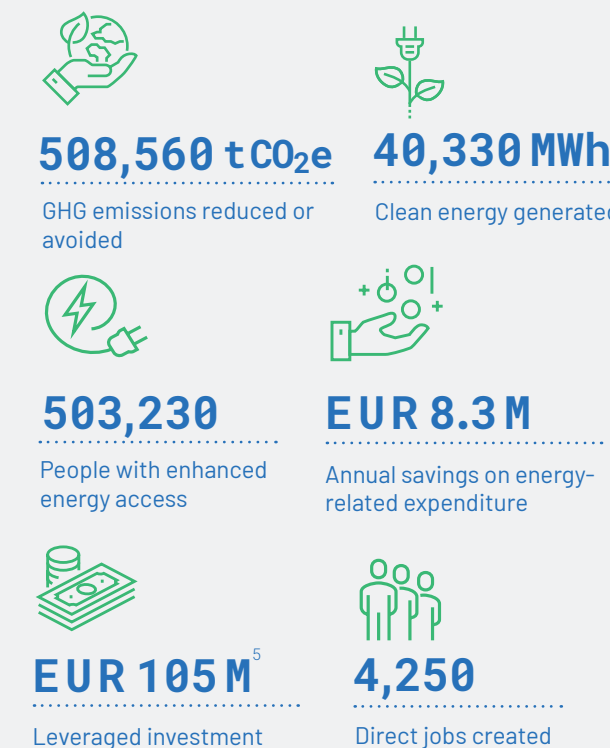 508,560 tCO₂e
GHG emissions reduced or
avoided
40,330 MWh
Clean energy generated
503,230
People with enhanced
energy access
EUR 8.3 M
Annual savings on energy-
related expenditure
EUR 105 M⁵
Leveraged investment
4,250
Direct jobs created